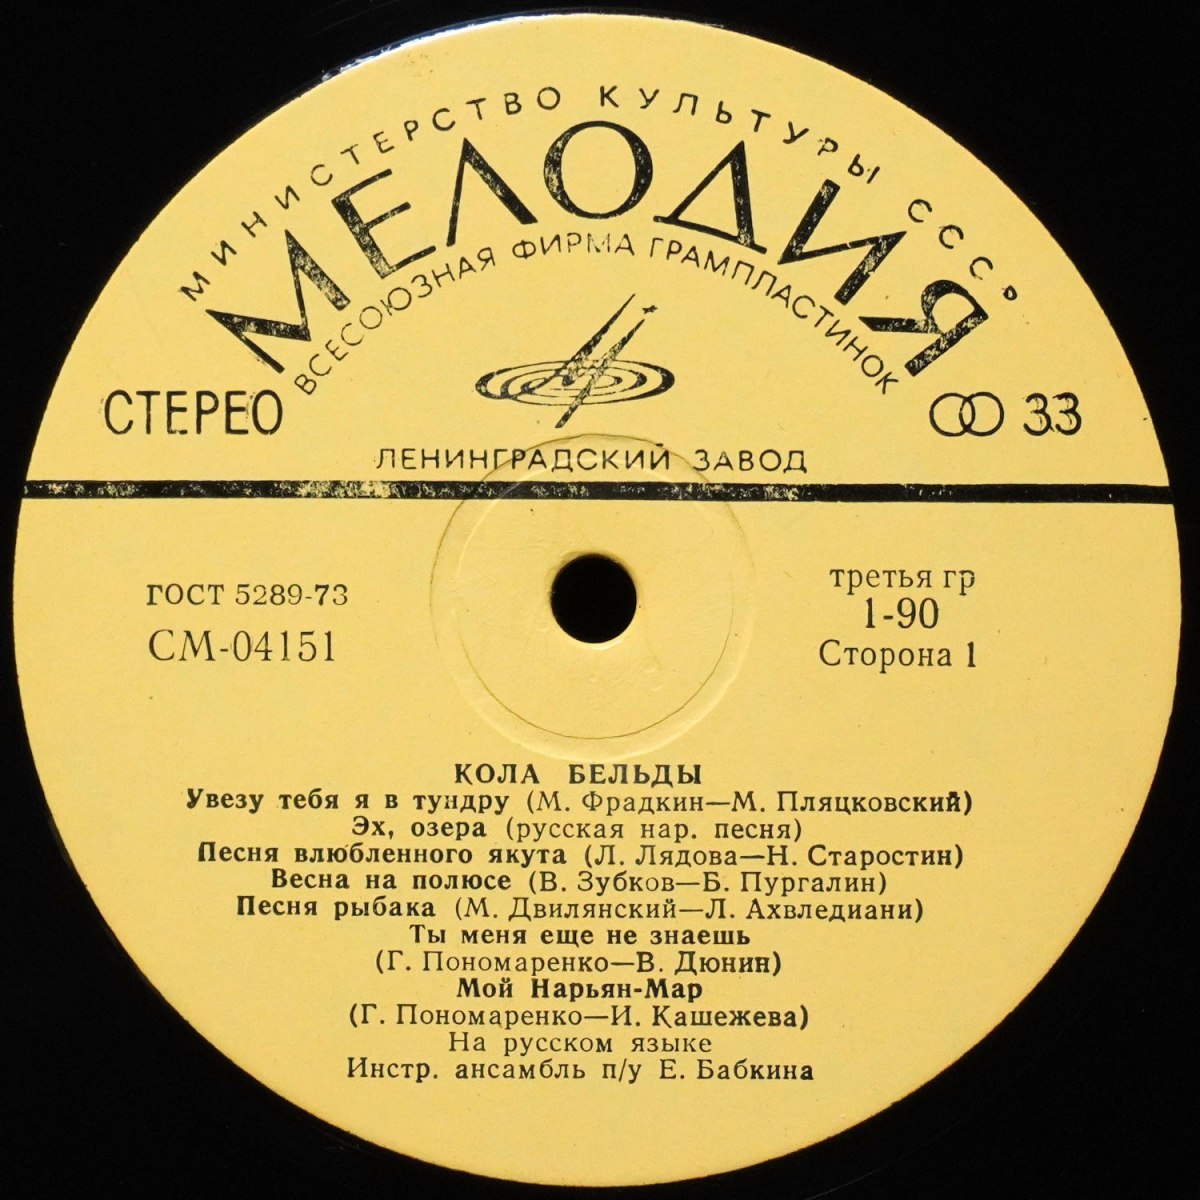 МИНИСТЕРСТВО КУЛЬТУРЫ СССР
МЕЛОДИЯ
ВСЕСОЮЗНАЯ ФИРМА ГРАМПЛАСТИНОК
СТЕРЕО
33
ЛЕНИНГРАДСКИЙ ЗАВОД
ГОСТ 5289-73
СМ-04151
третья гр
1-90
Сторона 1
КОЛА БЕЛЬДЫ
Увезу тебя я в тундру (М. Фрадкин—М. Пляцковский)
Эх, озера (русская нар. песня)
Песня влюбленного якута (Л. Лядова—Н. Старостин)
Весна на полюсе (В. Зубков—Б. Пургалин)
Песня рыбака (М. Двилянский—Л. Ахвледиани)
Ты меня еще не знаешь
(Г. Пономаренко—В. Дюнин)
Мой Нарьян-Мар
(Г. Пономаренко—И. Кашежева)
На русском языке
Инстр. ансамбль п/у Е. Бабкина